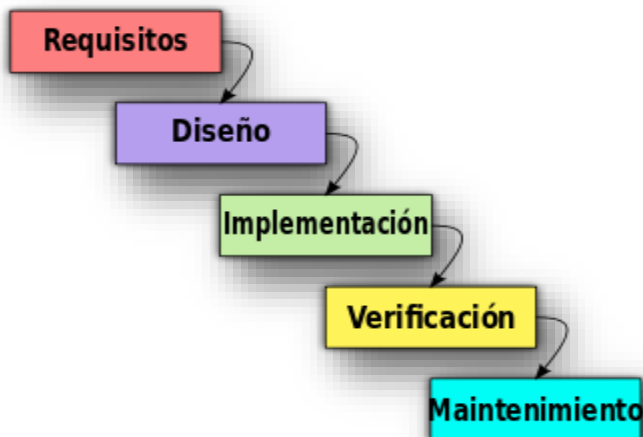 Requisitos
Diseño
Implementación
Verificación
Maintenimiento